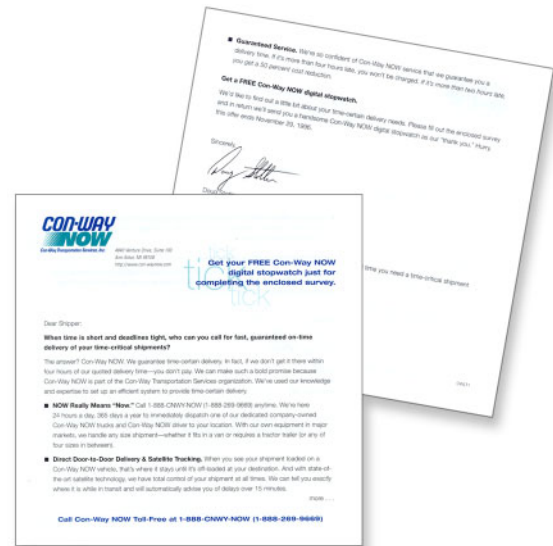 CON-WAY
NOW
Con-Way Transportation Services, Inc.
4840 Venture Drive, Suite 100
Ann Arbor, MI 48108
http://www.con-waynow.com
tick
tick
tick
Get your FREE Con-Way NOW
digital stopwatch just for
completing the enclosed survey.
Dear Shipper:
When time is short and deadlines tight, who can you call for fast, guaranteed on-time
delivery of your time-critical shipments?
The answer? Con-Way NOW. We guarantee time-certain delivery. In fact, if we don't get it there within
four hours of our quoted delivery time—you don't pay. We can make such a bold promise because
Con-Way NOW is part of the Con-Way Transportation Services organization. We've used our knowledge
and expertise to set up an efficient system to provide time-certain delivery.
■ NOW Really Means "Now." Call 1-888-CNWY-NOW (1-888-269-9669) anytime. We're here
24 hours a day, 365 days a year to immediately dispatch one of our dedicated company-owned
Con-Way NOW trucks and Con-Way NOW driver to your location. With our own equipment in major
markets, we handle any size shipment—whether it fits in a van or requires a tractor trailer (or any of
four sizes in between).
■ Direct Door-to-Door Delivery & Satellite Tracking. When you see your shipment loaded on a
Con-Way NOW vehicle, that's where it stays until it's off-loaded at your destination. And with state-of-
the-art satellite technology, we have total control of your shipment at all times. We can tell you exactly
where it is while in transit and will automatically advise you of delays over 15 minutes.
more . . .
Call Con-Way NOW Toll-Free at 1-888-CNWY-NOW (1-888-269-9669)
■ Guaranteed Service. We're so confident of Con-Way NOW service that we guarantee you a
delivery time. If it's more than four hours late, you won't be charged. If it's more than two hours late,
you get a 50 percent cost reduction.
Get a FREE Con-Way NOW digital stopwatch.
We'd like to find out a little bit about your time-certain delivery needs. Please fill out the enclosed survey
and in return we'll send you a handsome Con-Way NOW digital stopwatch as our "thank you." Hurry,
this offer ends November 29, 1996.
Sincerely,
time you need a time-critical shipment